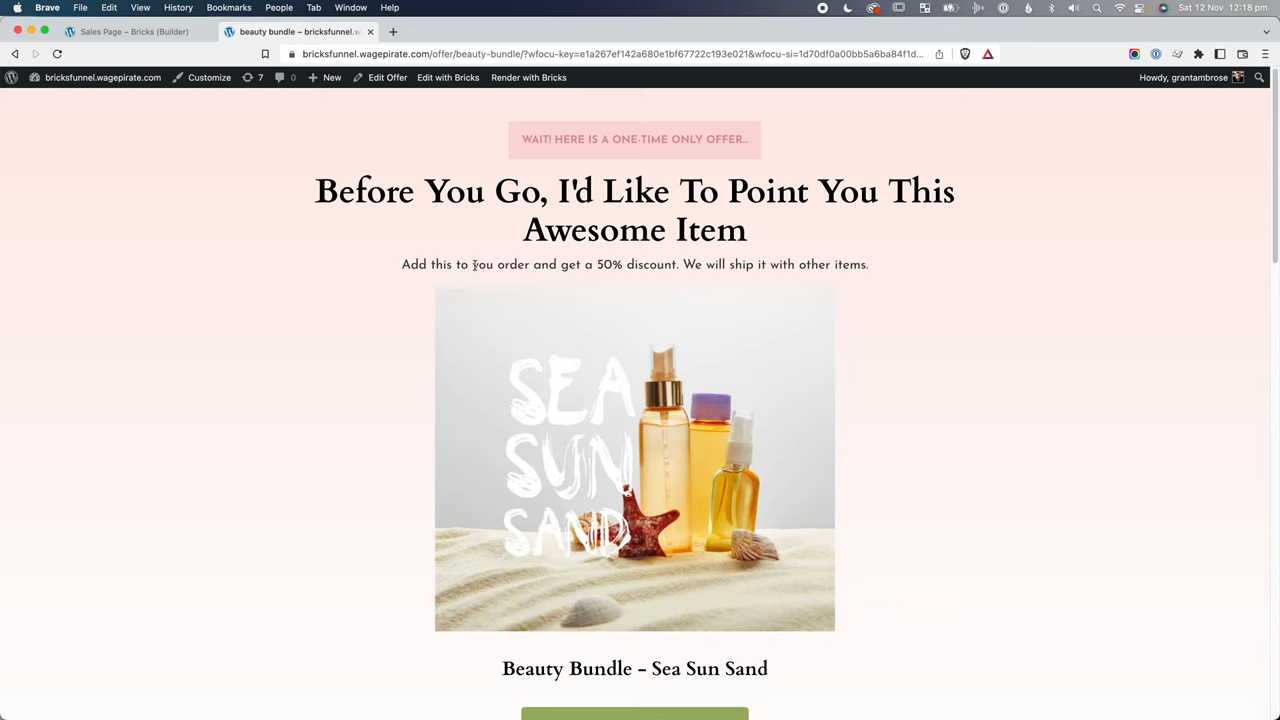 Brave File Edit View History Bookmarks People Tab Window Help Sat 12 Nov 12:18 pm
Sales Page – Bricks (Builder) beauty bundle – bricksfunnel.w
bricksfunnel.wagepirate.com/offer/beauty-bundle/?wfocu-key=e1a267ef142a680e1bf67722c193e021&wfocu-si=1d70df0a00bb5a6ba84f1d...
bricksfunnel.wagepirate.com Customize 7 0 New Edit Offer Edit with Bricks Render with Bricks Howdy, grantambrose
WAIT! HERE IS A ONE-TIME ONLY OFFER..
Before You Go, I'd Like To Point You This
Awesome Item
Add this to you order and get a 50% discount. We will ship it with other items.
SEA
SUN
SAND
Beauty Bundle - Sea Sun Sand